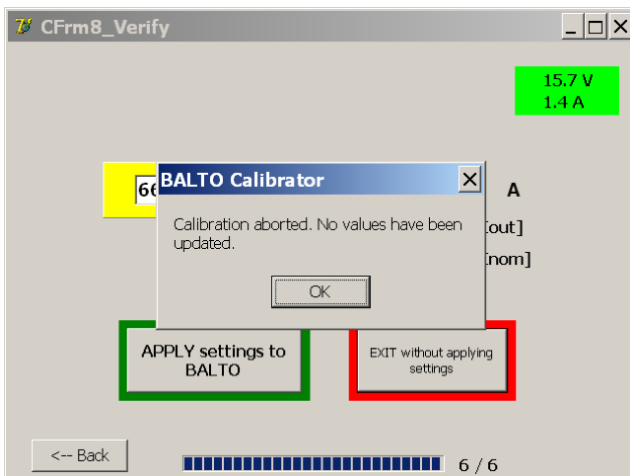 CFrm8_Verify
15.7 V
1.4 A
66
BALTO Calibrator
A
Calibration aborted. No values have been
updated.
[out]
[nom]
OK
APPLY settings to
BALTO
EXIT without applying
settings
<-- Back
6 / 6